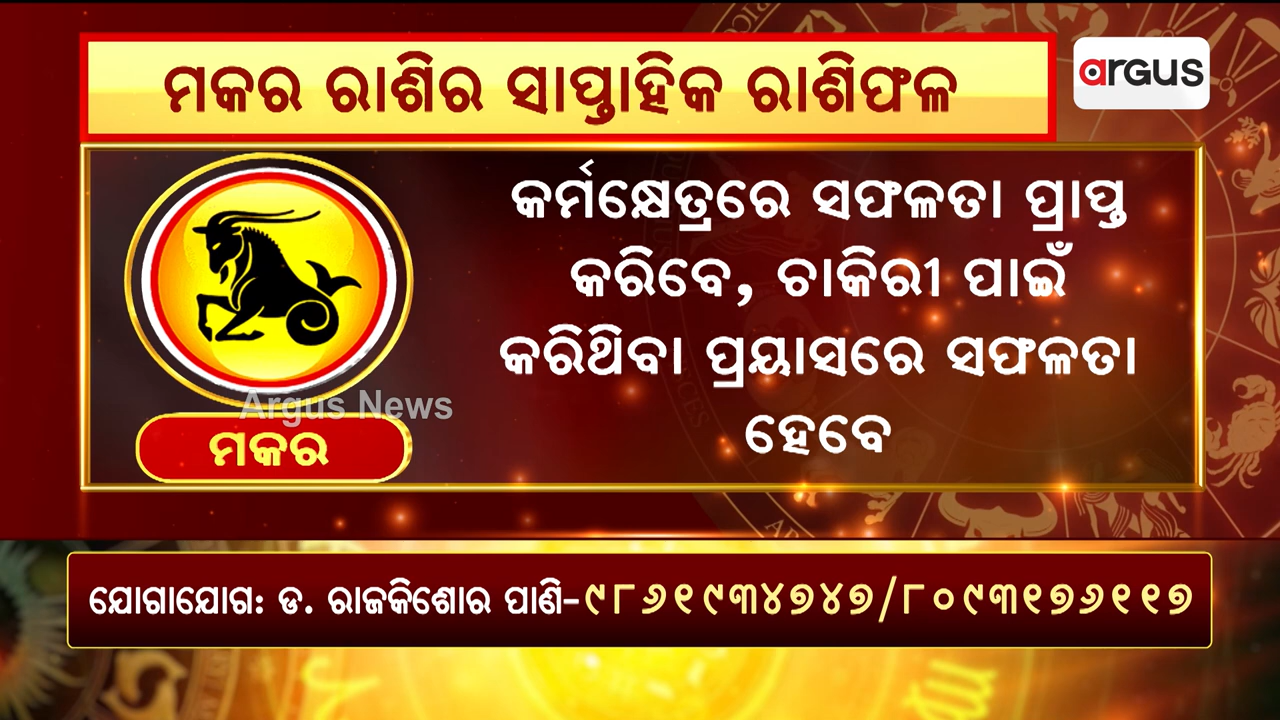 ମକର ରାଶିର ସାପ୍ତାହିକ ରାଶିଫଳ
argus
କର୍ମକ୍ଷେତ୍ରରେ ସଫଳତା ପ୍ରାପ୍ତ
କରିବେ, ଚାକିରୀ ପାଇଁ
କରିଥିବା ପ୍ରୟାସରେ ସଫଳତା
ହେବେ
Argus News
ମକର
ଯୋଗାଯୋଗ: ଡ. ରାଜକିଶୋର ପାଣି-୯୮୬୧୯୩୪୭୪୭/୮୦୯୩୧୭୬୧୧୭